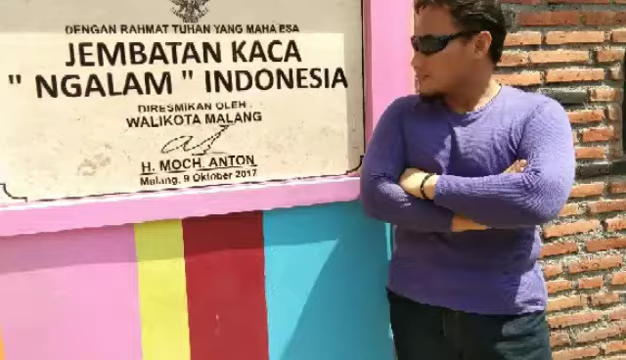 DENGAN RAHMAT TUHAN YANG MAHA ESA
JEMBATAN KACA
" NGALAM " INDONESIA
DIRESMIKAN OLEH :
WALIKOTA MALANG
H. MOCH. ANTON
Malang, 9 Oktober 2017